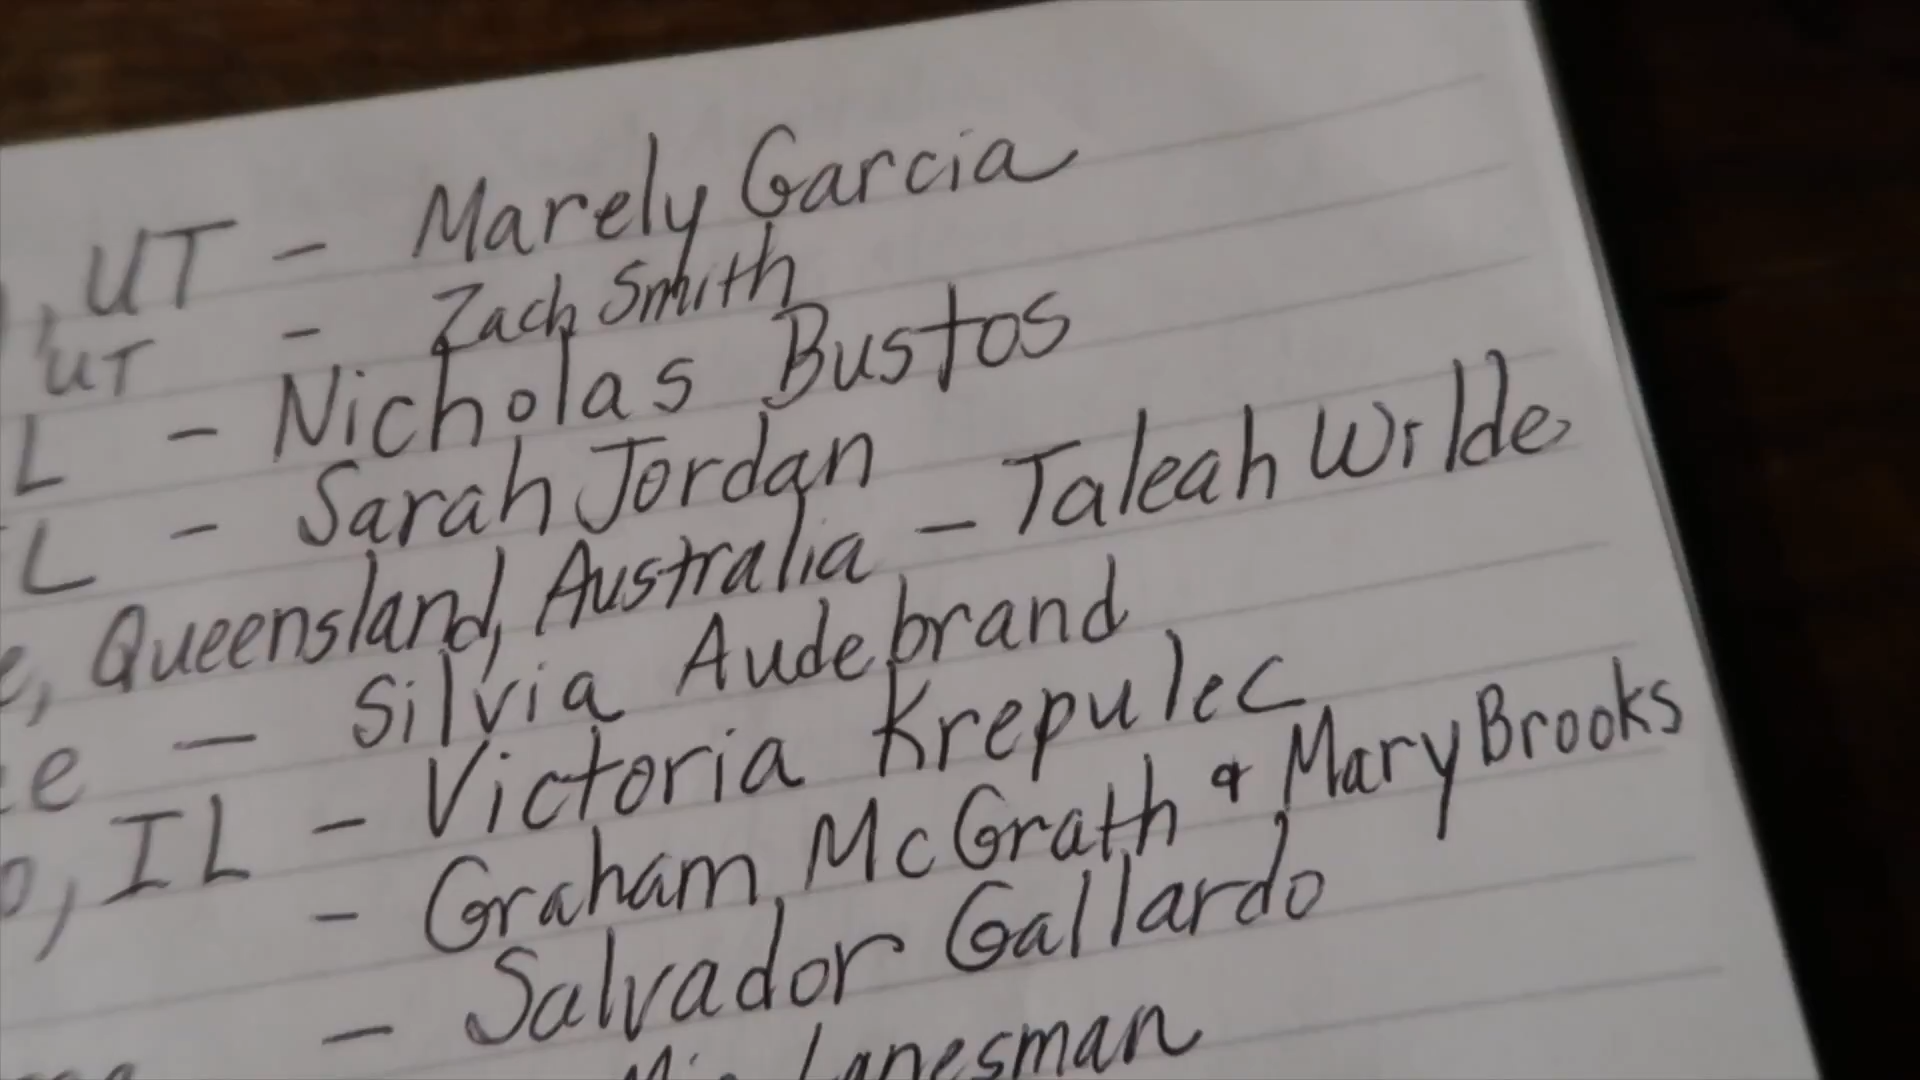 , UT - Marely Garcia
UT - Zach Smith
L - Nicholas Bustos
L - Sarah Jordan
e, Queensland, Australia - Taleah Wilde
e - Silvia Audebrand
o, IL - Victoria Krepulec
- Graham McGrath & Mary Brooks
- Salvador Gallardo
Lanesman